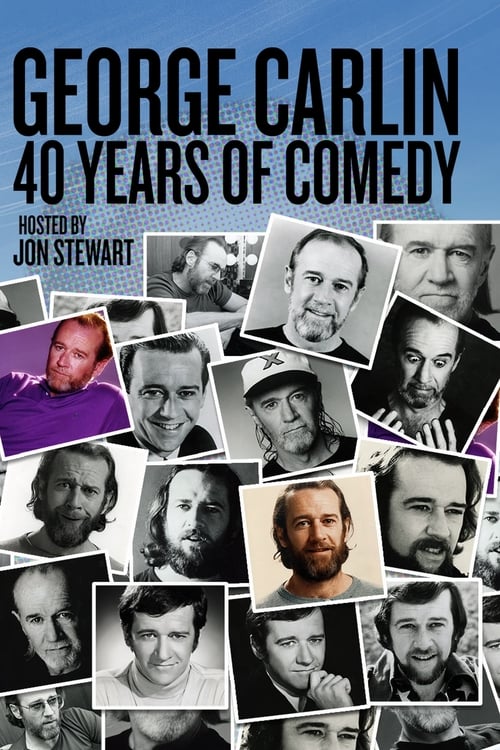 GEORGE CARLIN
40 YEARS OF COMEDY
HOSTED BY
JON STEWART
X